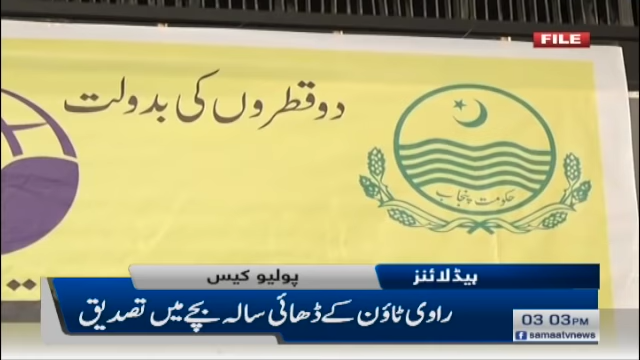 FILE
دو قطروں کی بدولت
حکومت پنجاب
ہیڈلائنز
پولیو کیس
راوی ٹاؤن کے ڈھائی سالہ بچے میں تصدیق
03 03PM
samaatvnews